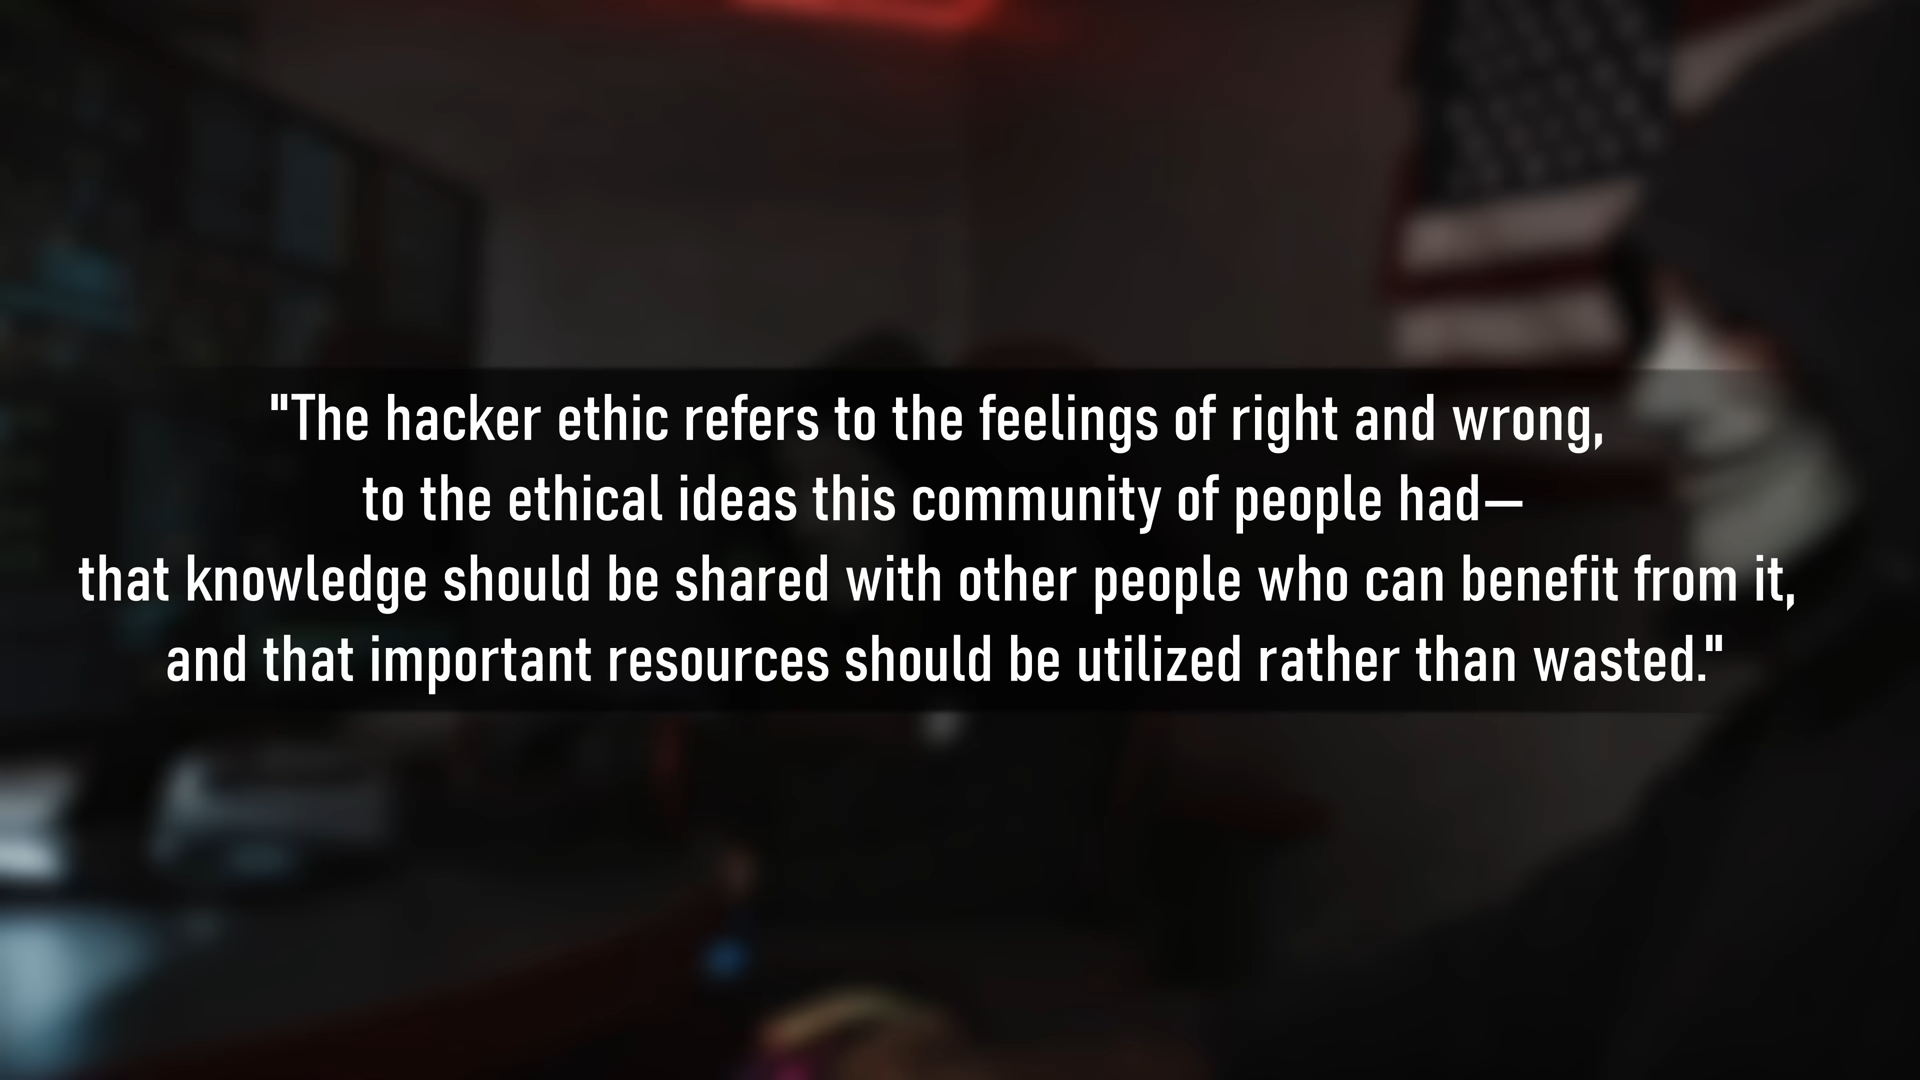 "The hacker ethic refers to the feelings of right and wrong,
to the ethical ideas this community of people had—
that knowledge should be shared with other people who can benefit from it,
and that important resources should be utilized rather than wasted."